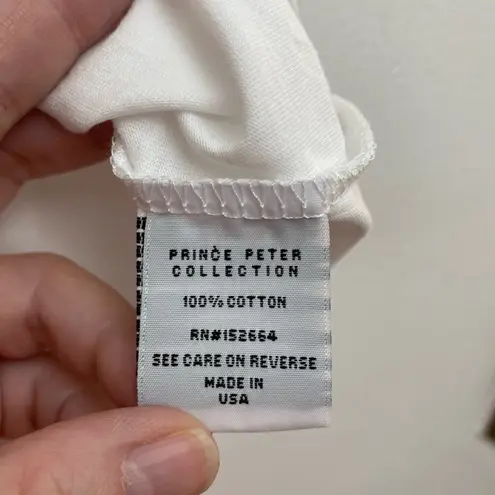 PRINCE PETER
COLLECTION
100% COTTON
RN#152664
SEE CARE ON REVERSE
MADE IN
USA